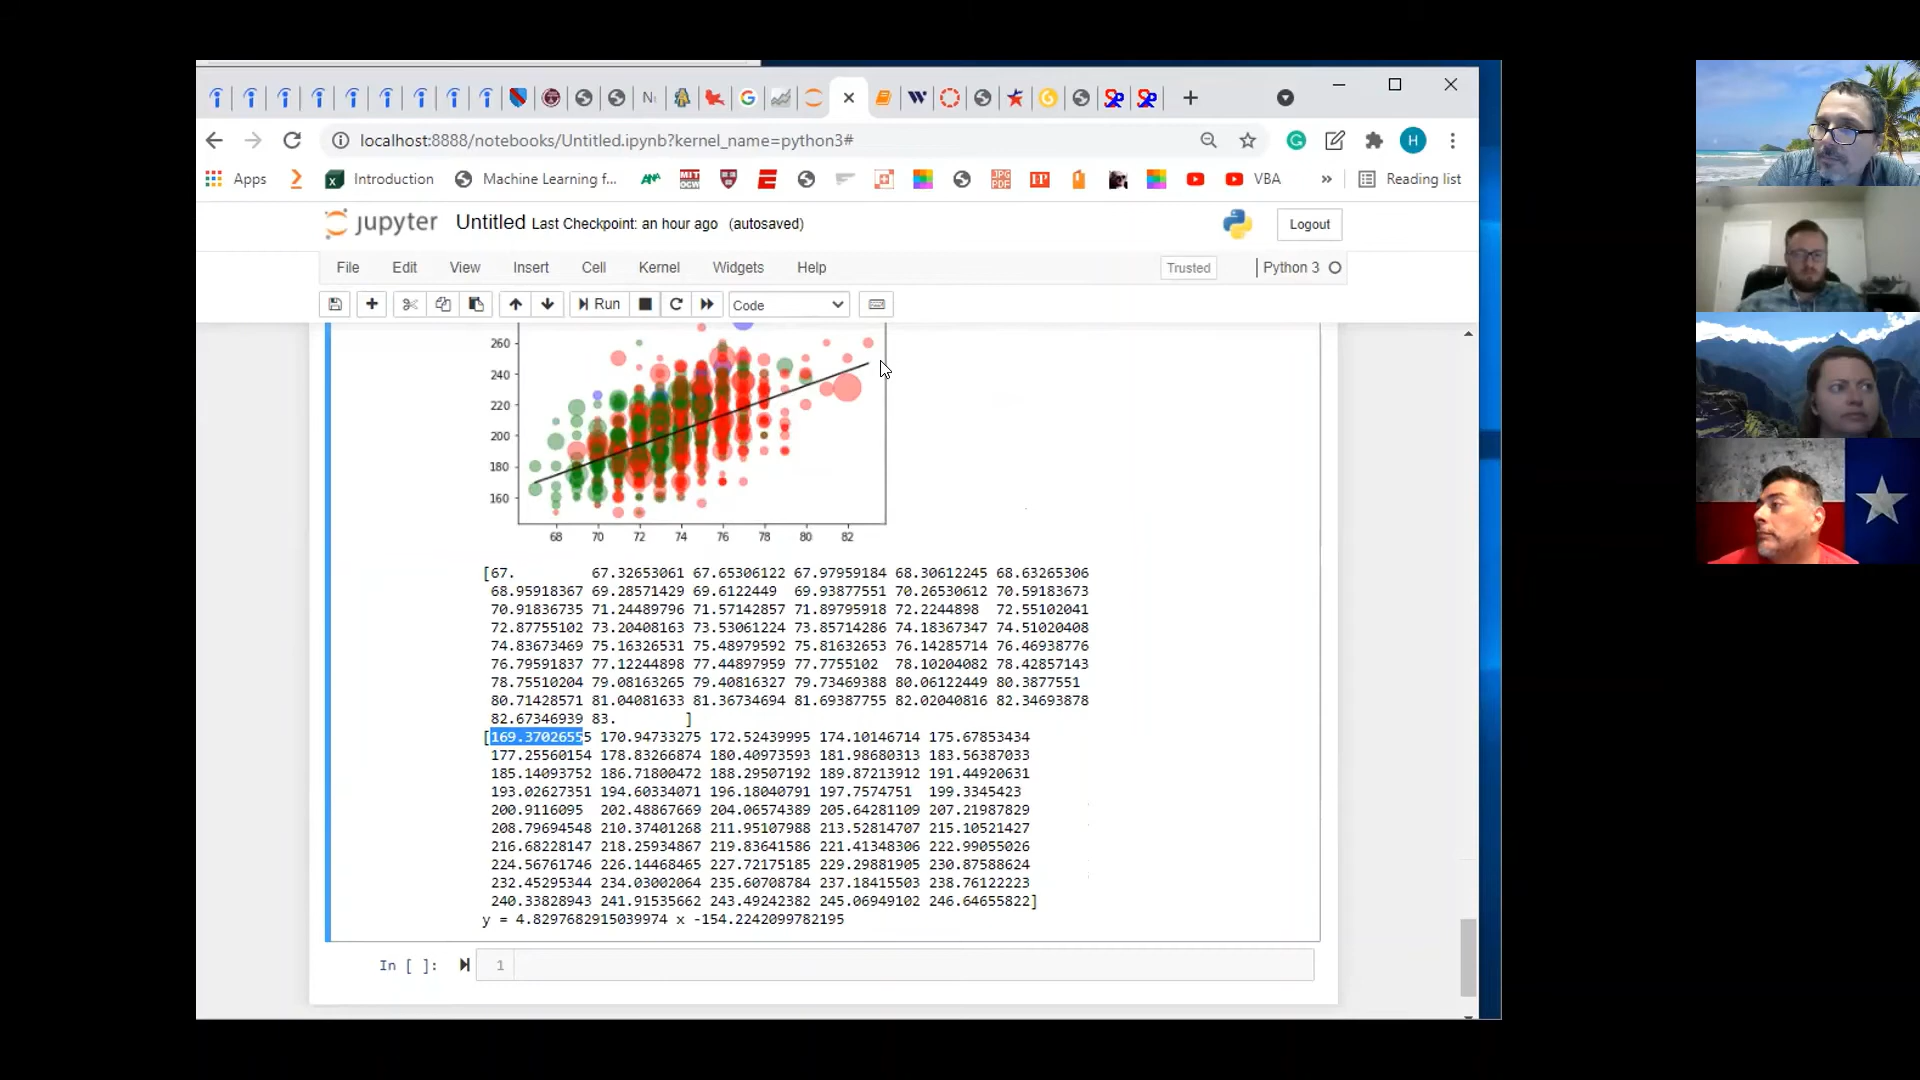 localhost:8888/notebooks/Untitled.ipynb?kernel_name=python3#
H
Apps Introduction Machine Learning f... VBA » Reading list
jupyter Untitled Last Checkpoint: an hour ago (autosaved) Logout
File Edit View Insert Cell Kernel Widgets Help Trusted Python 3
Run Code
260
240
220
200
180
160
68 70 72 74 76 78 80 82
[67. 67.32653061 67.65306122 67.97959184 68.30612245 68.63265306
68.95918367 69.28571429 69.6122449 69.93877551 70.26530612 70.59183673
70.91836735 71.24489796 71.57142857 71.89795918 72.2244898 72.55102041
72.87755102 73.20408163 73.53061224 73.85714286 74.18367347 74.51020408
74.83673469 75.16326531 75.48979592 75.81632653 76.14285714 76.46938776
76.79591837 77.12244898 77.44897959 77.7755102 78.10204082 78.42857143
78.75510204 79.08163265 79.40816327 79.73469388 80.06122449 80.3877551
80.71428571 81.04081633 81.36734694 81.69387755 82.02040816 82.34693878
82.67346939 83. ]
[169.37026555 170.94733275 172.52439995 174.10146714 175.67853434
177.25560154 178.83266874 180.40973593 181.98680313 183.56387033
185.14093752 186.71800472 188.29507192 189.87213912 191.44920631
193.02627351 194.60334071 196.18040791 197.7574751 199.3345423
200.9116095 202.48867669 204.06574389 205.64281109 207.21987829
208.79694548 210.37401268 211.95107988 213.52814707 215.10521427
216.68228147 218.25934867 219.83641586 221.41348306 222.99055026
224.56761746 226.14468465 227.72175185 229.29881905 230.87588624
232.45295344 234.03002064 235.60708784 237.18415503 238.76122223
240.33828943 241.91535662 243.49242382 245.06949102 246.64655822]
y = 4.8297682915039974 x -154.2242099782195
In [ ]: 1